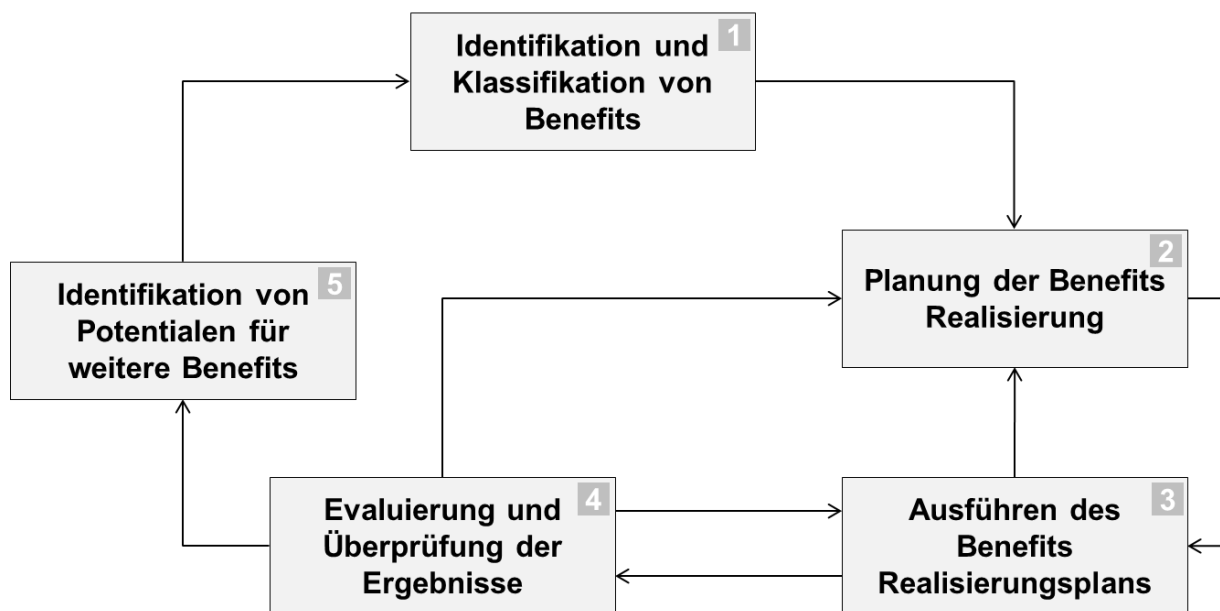 1
Identifikation und
Klassifikation von
Benefits
2
Planung der Benefits
Realisierung
5
Identifikation von
Potentialen für
weitere Benefits
4
Evaluierung und
Überprüfung der
Ergebnisse
3
Ausführen des
Benefits
Realisierungsplans